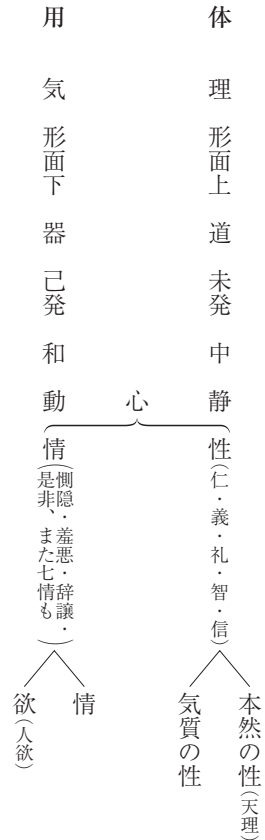 体 理 形面上 道 未発 中 静 性(仁・義・礼・智・信)
本然の性(天理)
気質の性
心
用 気 形面下 器 己発 和 動 情(惻隠・羞悪・辞譲・
是非、また七情も)
情
欲(人欲)